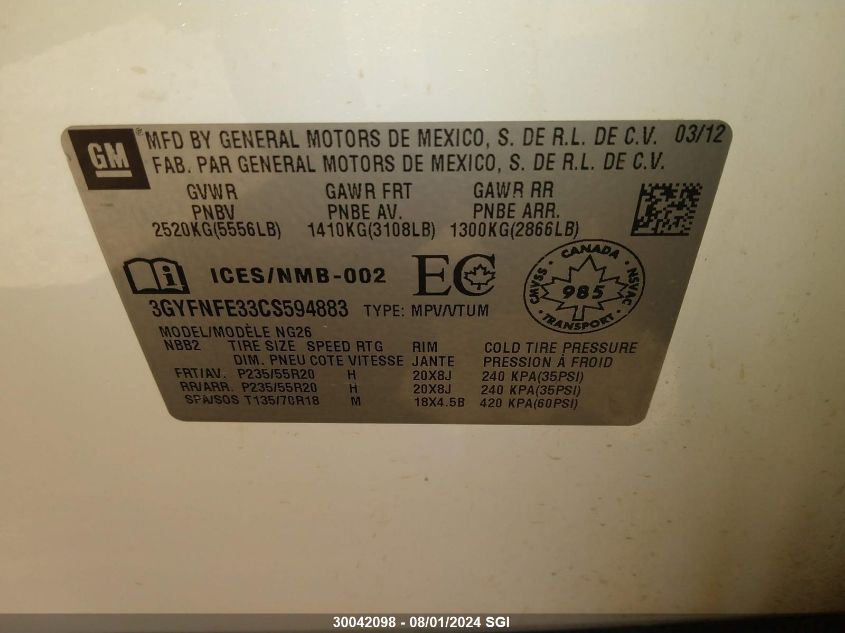 GM ® MFD BY GENERAL MOTORS DE MEXICO, S. DE R.L. DE C.V. 03/12
FAB. PAR GENERAL MOTORS DE MEXICO, S. DE R.L. DE C.V.
GVWR GAWR FRT GAWR RR
PNBV PNBE AV. PNBE ARR.
2520KG(5556LB) 1410KG(3108LB) 1300KG(2866LB)
i ICES/NMB-002 EC
CANADA
CMVSS NSVAC
985
TRANSPORT
3GYFNFE33CS594883 TYPE: MPV/VTUM
MODEL/MODÈLE NG26
NBB2 TIRE SIZE SPEED RTG RIM COLD TIRE PRESSURE
DIM. PNEU COTE VITESSE JANTE PRESSION À FROID
FRT/AV. P235/55R20 H 20X8J 240 KPA(35PSI)
RR/ARR. P235/55R20 H 20X8J 240 KPA(35PSI)
SPA/SOS T135/70R18 M 18X4.5B 420 KPA(60PSI)
30042098 - 08/01/2024 SGI